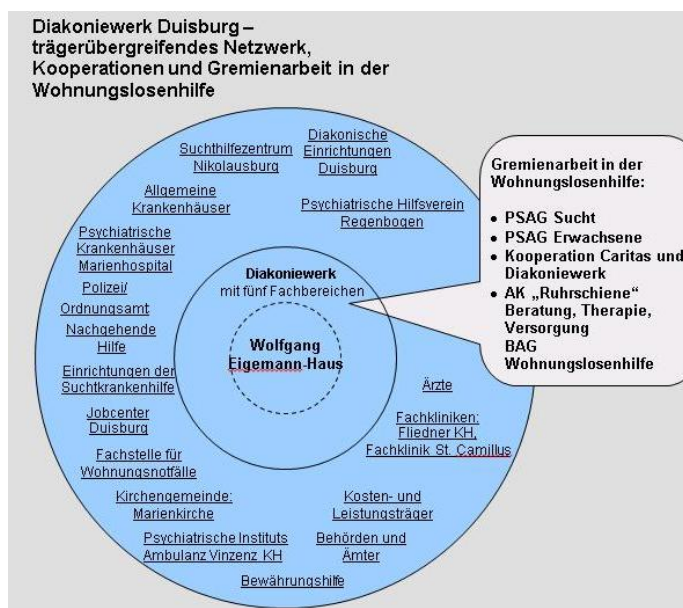 Diakoniewerk Duisburg –
trägerübergreifendes Netzwerk,
Kooperationen und Gremienarbeit in der
Wohnungslosenhilfe
Suchthilfezentrum
Nikolausburg
Diakonische
Einrichtungen
Duisburg
Allgemeine
Krankenhäuser
Psychiatrische Hilfsverein
Regenbogen
Psychiatrische
Krankenhäuser
Marienhospital
Polizei/
Ordnungsamt
Nachgehende
Hilfe
Einrichtungen der
Suchtkrankenhilfe
Jobcenter
Duisburg
Fachstelle für
Wohnungsnotfälle
Kirchengemeinde:
Marienkirche
Psychiatrische Instituts
Ambulanz Vinzenz KH
Bewährungshilfe
Behörden und
Ämter
Kosten- und
Leistungsträger
Fachkliniken:
Fliedner KH,
Fachklinik St. Camillus
Ärzte
Diakoniewerk
mit fünf Fachbereichen
Wolfgang
Eigemann-Haus
Gremienarbeit in der
Wohnungslosenhilfe:
• PSAG Sucht
• PSAG Erwachsene
• Kooperation Caritas und
Diakoniewerk
• AK „Ruhrschiene"
Beratung, Therapie,
Versorgung
BAG
Wohnungslosenhilfe